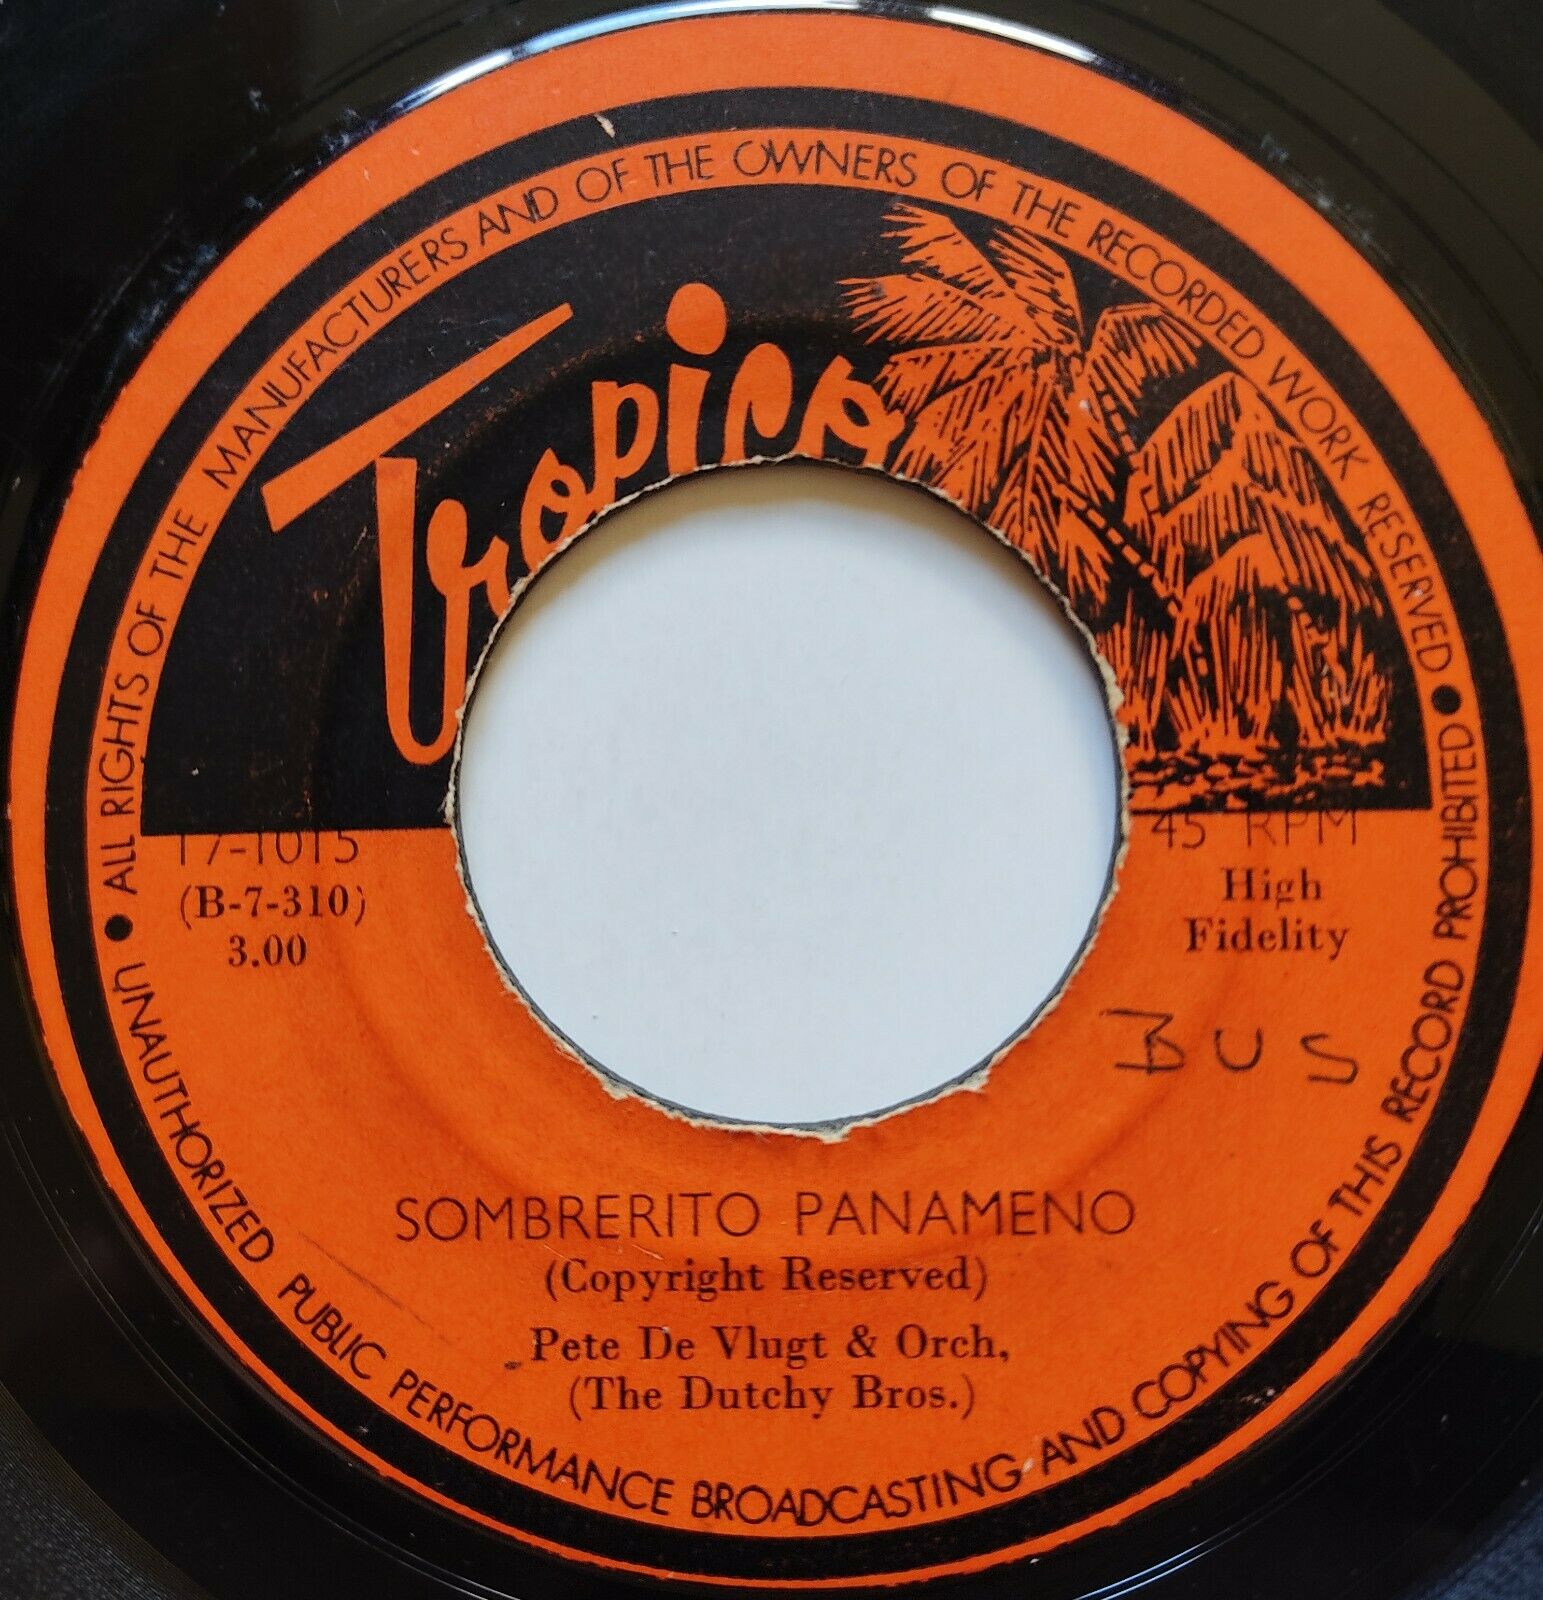 ALL RIGHTS OF THE MANUFACTURERS AND OF THE OWNERS OF THE RECORDED WORK RESERVED
Tropico
17-1015
(B-7-310)
3.00
45 RPM
High
Fidelity
BUS
SOMBRERITO PANAMENO
(Copyright Reserved)
Pete De Vlugt & Orch,
(The Dutchy Bros.)
UNAUTHORIZED PUBLIC PERFORMANCE BROADCASTING AND COPYING OF THIS RECORD PROHIBITED